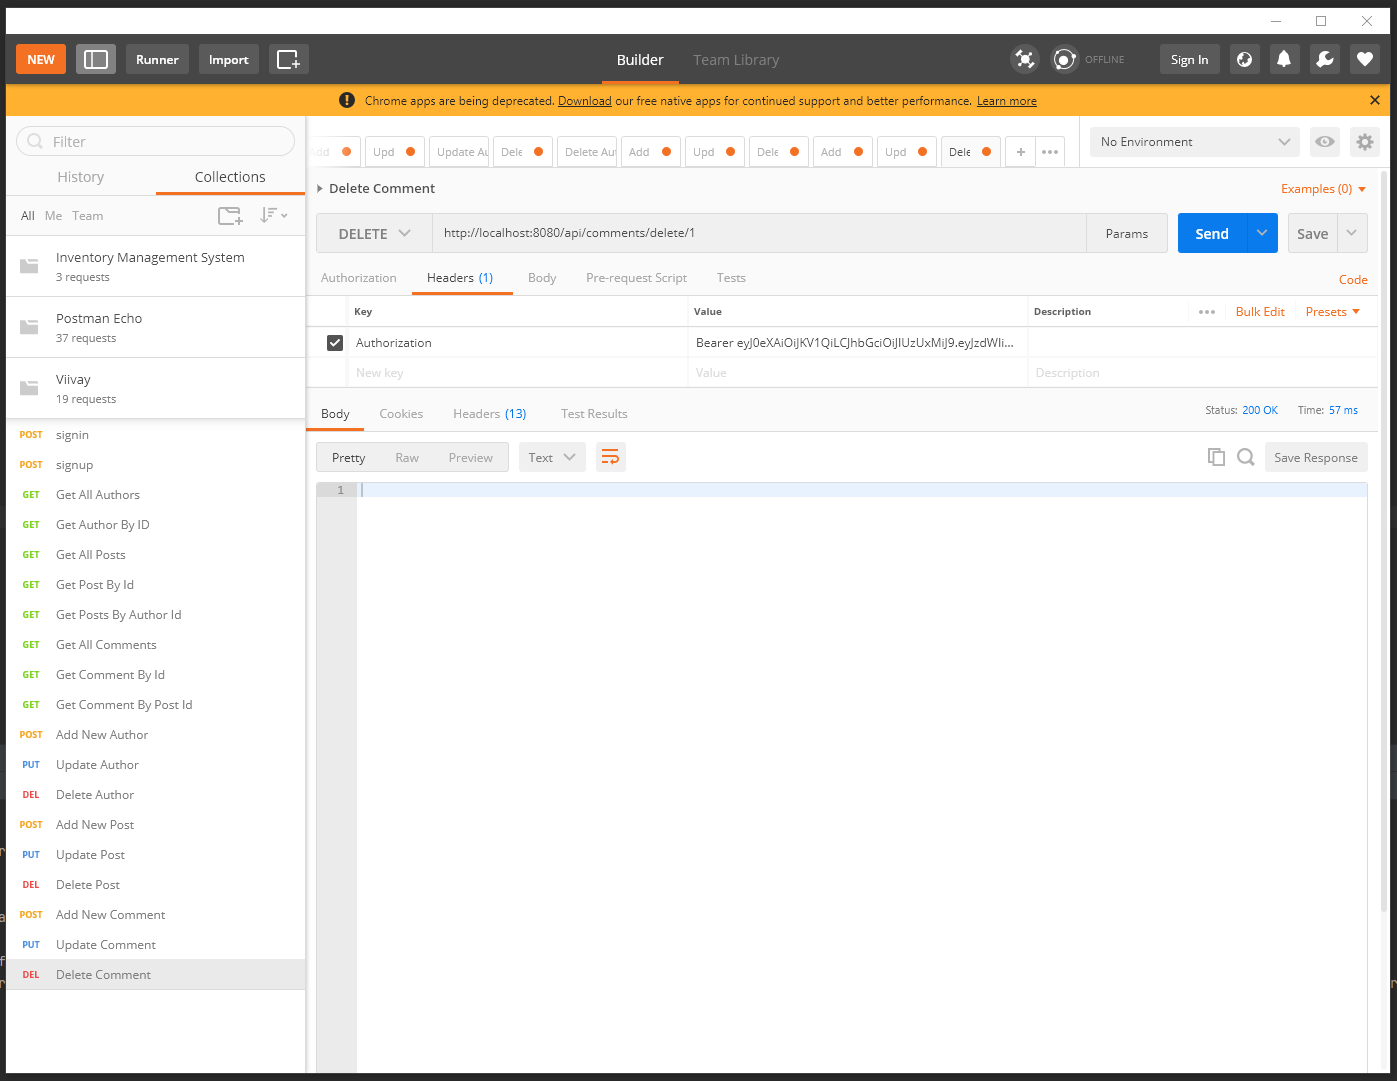 NEW
Runner
Import
Builder
Team Library
OFFLINE
Sign In
Chrome apps are being deprecated. Download our free native apps for continued support and better performance. Learn more
Filter
History
Collections
All Me Team
Inventory Management System
3 requests
Postman Echo
37 requests
Viivay
19 requests
POST signin
POST signup
GET Get All Authors
GET Get Author By ID
GET Get All Posts
GET Get Post By Id
GET Get Posts By Author Id
GET Get All Comments
GET Get Comment By Id
GET Get Comment By Post Id
POST Add New Author
PUT Update Author
DEL Delete Author
POST Add New Post
PUT Update Post
DEL Delete Post
POST Add New Comment
PUT Update Comment
DEL Delete Comment
Add Upd Update Au Dele Delete Aut Add Upd Dele Add Upd Dele + •••
No Environment
Delete Comment
Examples (0)
DELETE http://localhost:8080/api/comments/delete/1 Params Send Save
Authorization Headers (1) Body Pre-request Script Tests Code
Key Value Description ••• Bulk Edit Presets
Authorization Bearer eyJ0eXAiOiJKV1QiLCJhbGciOiJIUzUxMiJ9.eyJzdWIi...
New key Value Description
Body Cookies Headers (13) Test Results Status: 200 OK Time: 57 ms
Pretty Raw Preview Text Save Response
1